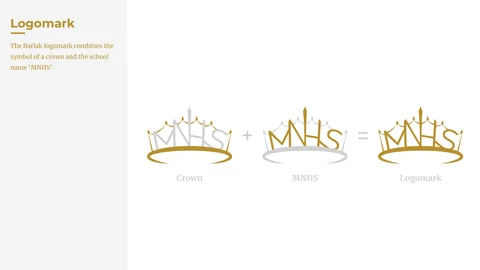 Logomark
The Barlak logomark combines the
symbol of a crown and the school
name 'MNHS'.
MNHS + MNHS = MNHS
Crown MNHS Logomark